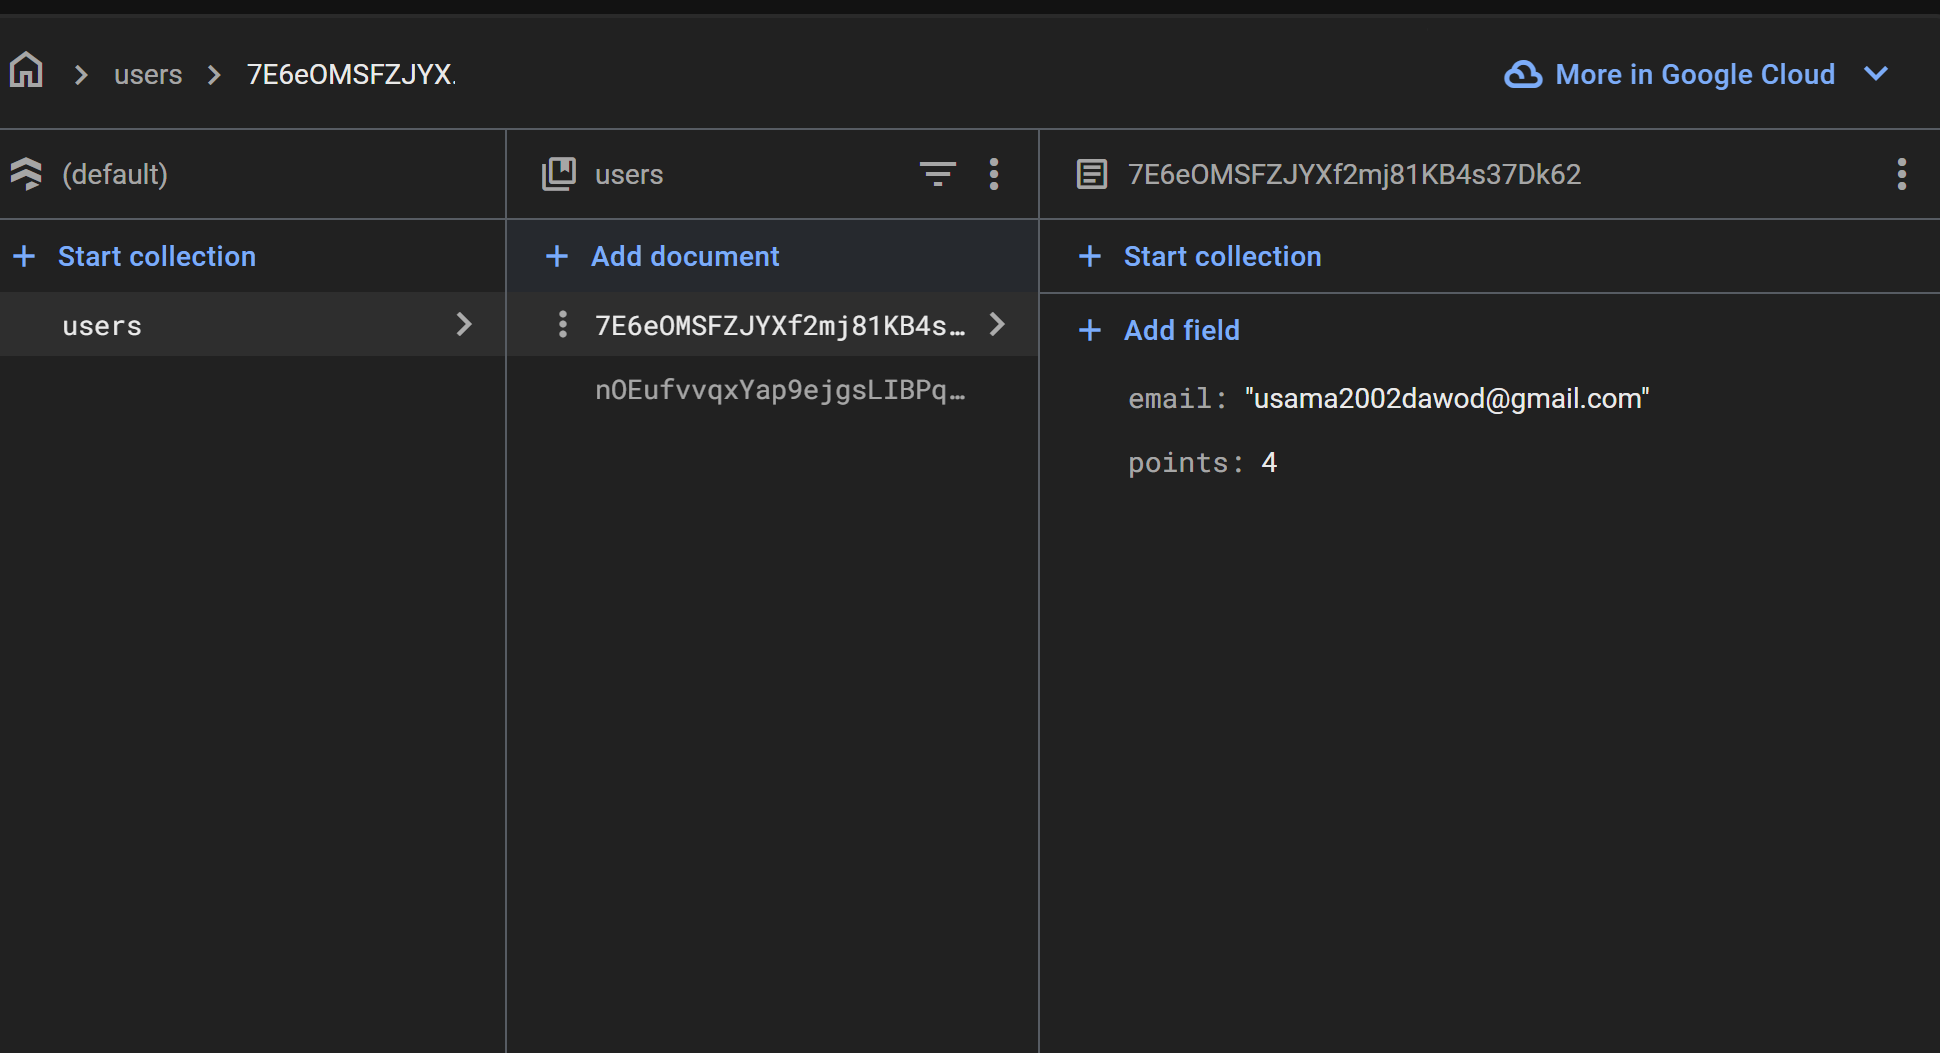 users
7E6eOMSFZJYX.
More in Google Cloud
(default)
users
7E6eOMSFZJYXf2mj81KB4s37Dk62
Start collection
Add document
Start collection
users
7E6eOMSFZJYXf2mj81KB4s…
Add field
nOEufvvqxYap9ejgsLIBPq…
email: "usama2002dawod@gmail.com"
points: 4